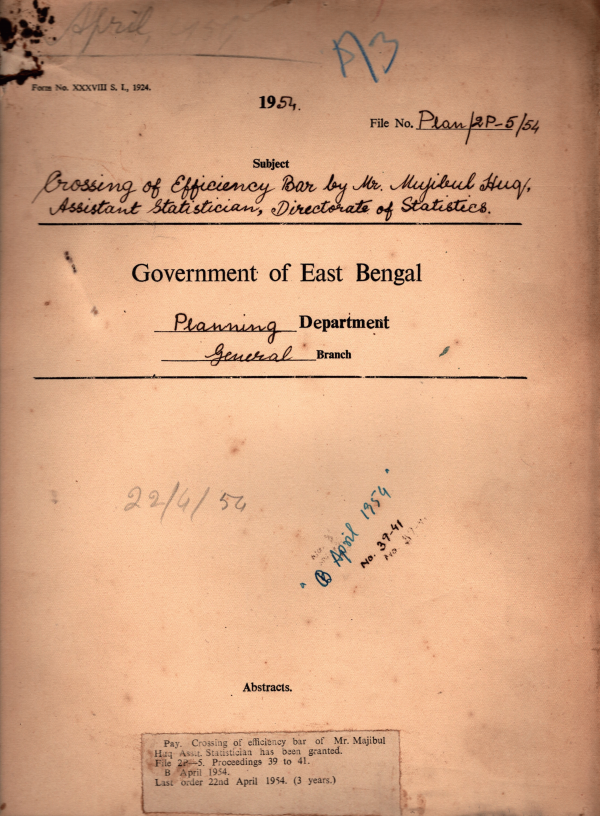 April,
Form No. XXXVIII S. I., 1924.
1954.
File No. Plan/2P-5/54
Subject
Crossing of Efficiency Bar by Mr. Mujibul Huq,
Assistant Statistician, Directorate of Statistics.
Government of East Bengal
Planning Department
General Branch
22/4/54
"B April 1954"
No. 39-41
No.
Abstracts.
Pay. Crossing of efficiency bar of Mr. Majibul
Huq Asstt. Statistician has been granted.
File 2P—5. Proceedings 39 to 41.
B April 1954.
Last order 22nd April 1954. (3 years.)